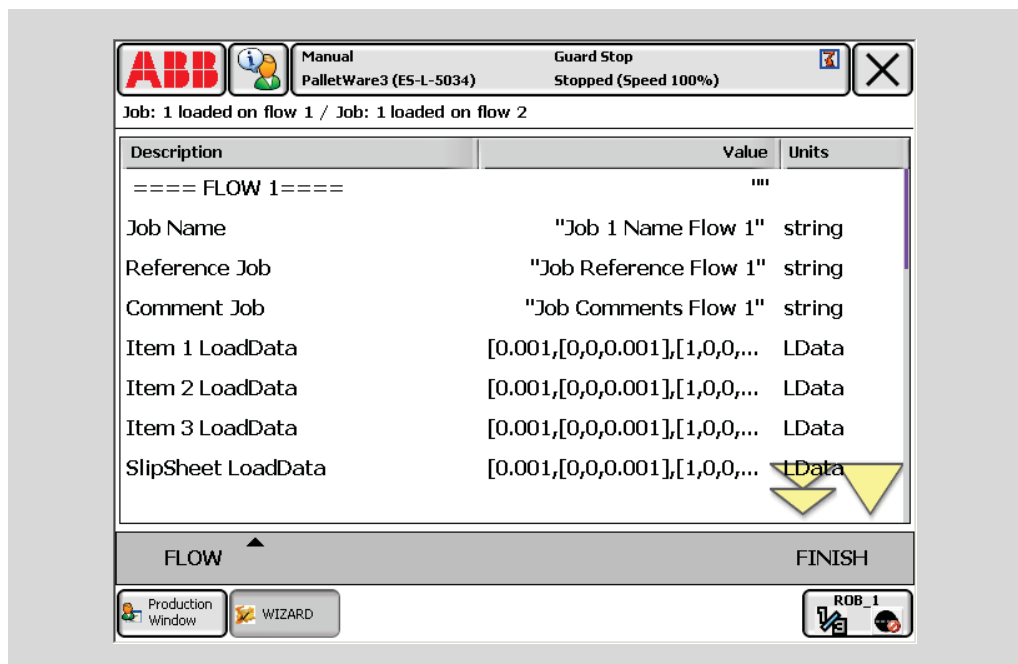 ABB
Manual Guard Stop
PalletWare3 (ES-L-5034) Stopped (Speed 100%)
Job: 1 loaded on flow 1 / Job: 1 loaded on flow 2
Description Value Units
==== FLOW 1==== ""
Job Name "Job 1 Name Flow 1" string
Reference Job "Job Reference Flow 1" string
Comment Job "Job Comments Flow 1" string
Item 1 LoadData [0.001,[0,0,0.001],[1,0,0,... LData
Item 2 LoadData [0.001,[0,0,0.001],[1,0,0,... LData
Item 3 LoadData [0.001,[0,0,0.001],[1,0,0,... LData
SlipSheet LoadData [0.001,[0,0,0.001],[1,0,0,... LData
FLOW FINISH
Production
Window
WIZARD
ROB_1
1/3